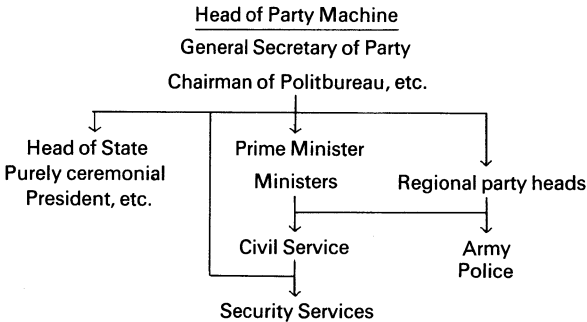 Head of Party Machine
General Secretary of Party
Chairman of Politbureau, etc.
Head of State
Purely ceremonial
President, etc.
Prime Minister
Ministers
Regional party heads
Civil Service
Army
Police
Security Services